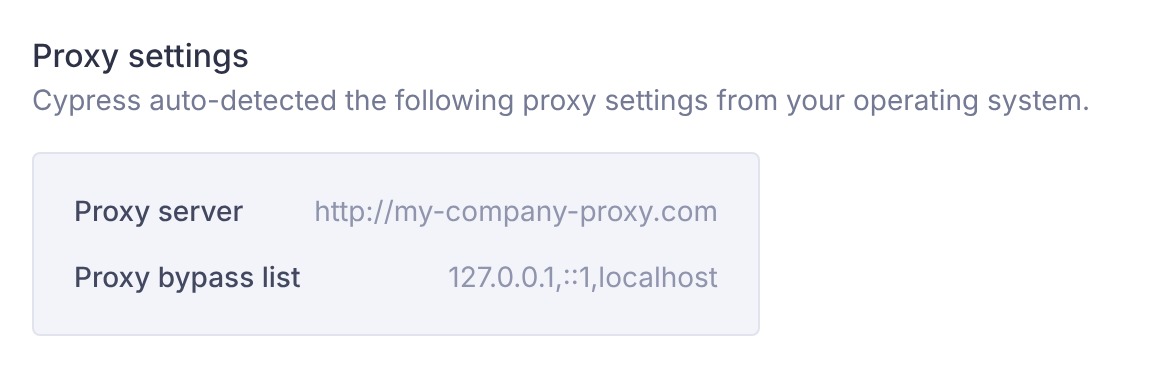 Proxy settings
Cypress auto-detected the following proxy settings from your operating system.
Proxy server http://my-company-proxy.com
Proxy bypass list 127.0.0.1,::1,localhost